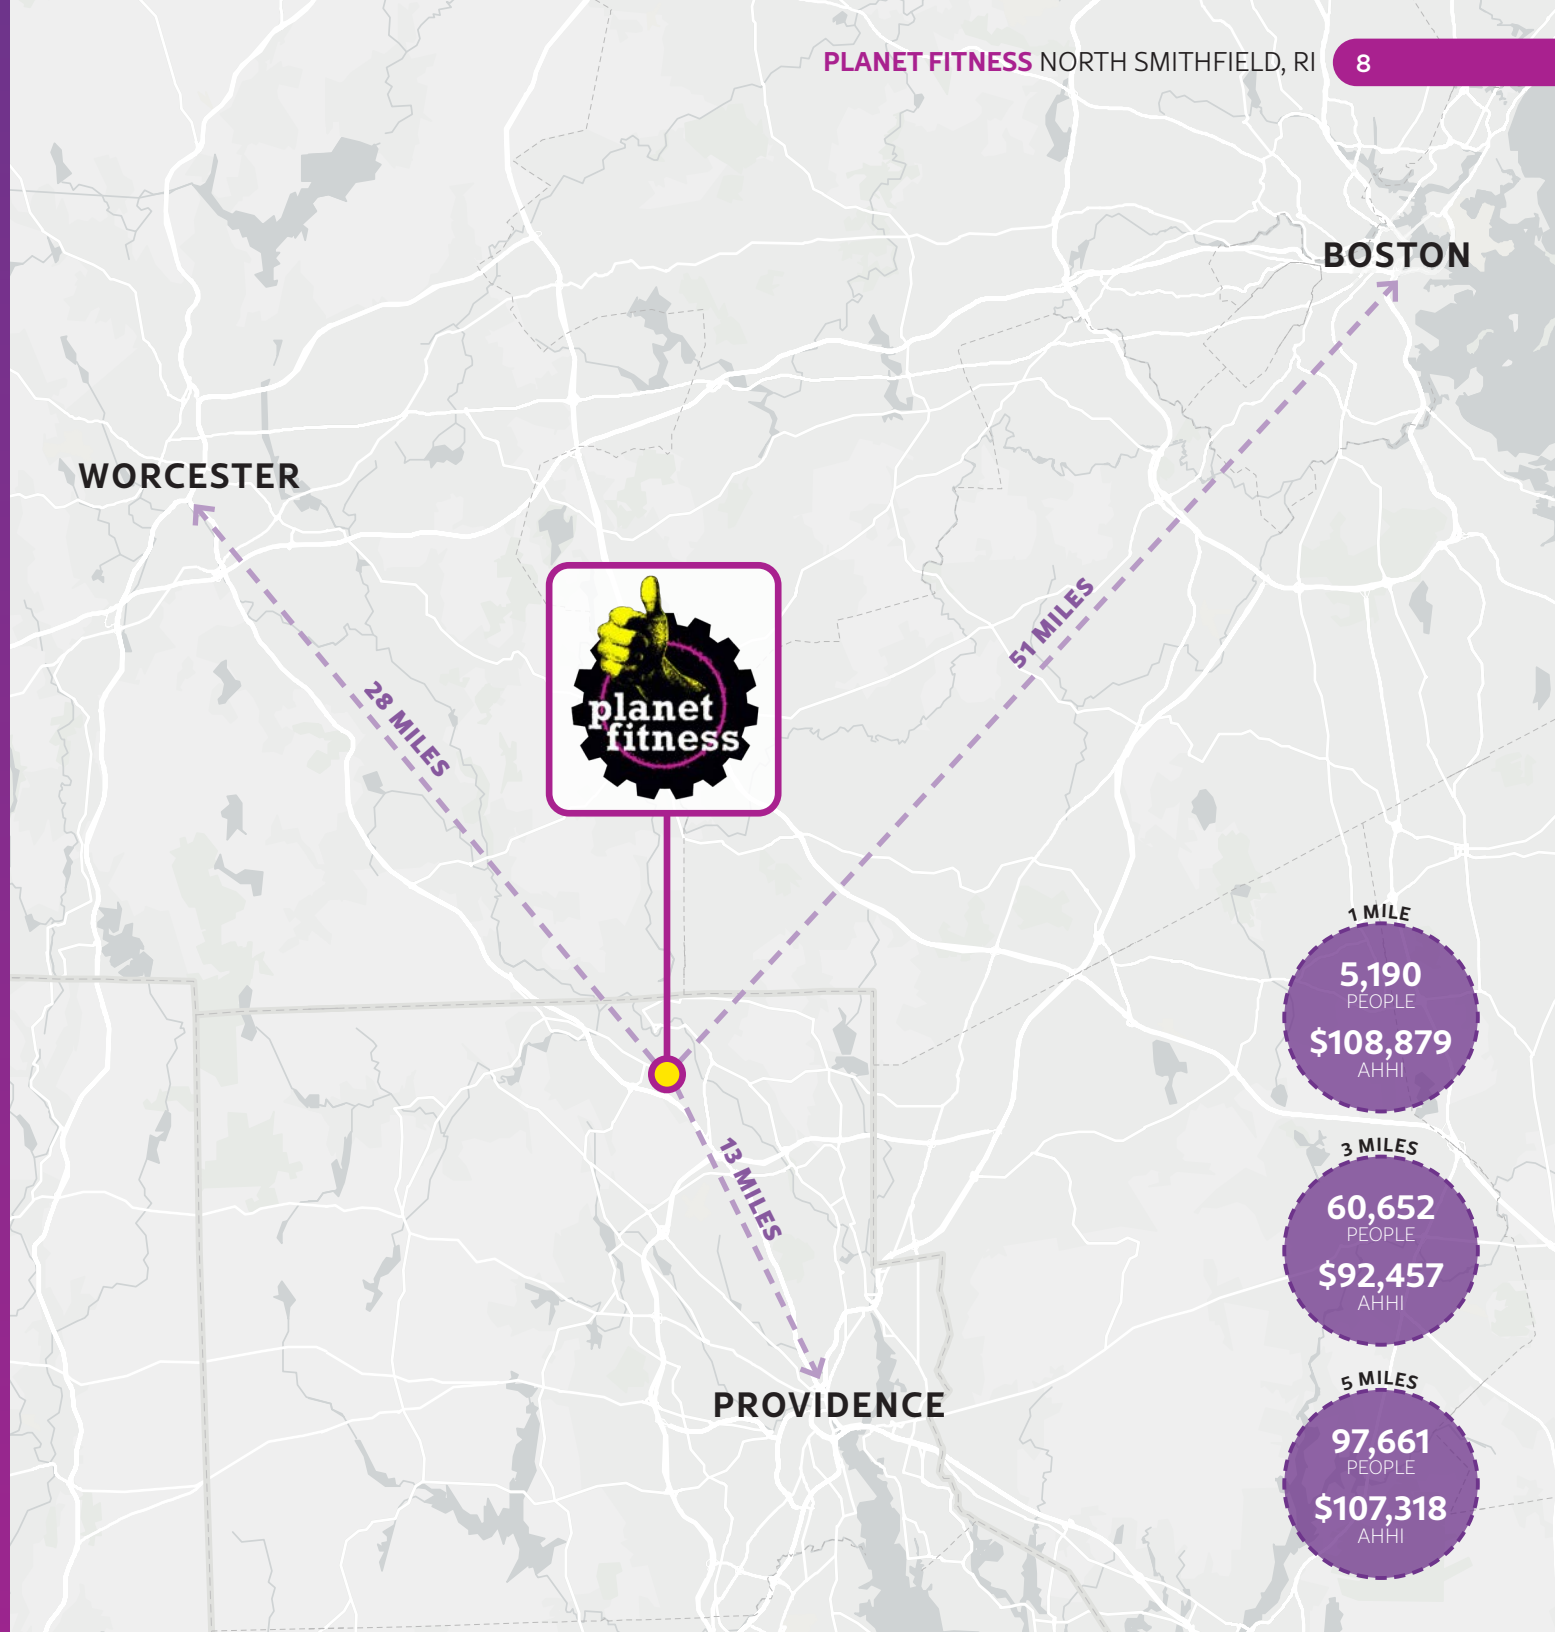 PLANET FITNESS NORTH SMITHFIELD, RI 8
BOSTON
WORCESTER
51 MILES
28 MILES
planet
fitness
13 MILES
PROVIDENCE
1 MILE
5,190
PEOPLE
$108,879
AHHI
3 MILES
60,652
PEOPLE
$92,457
AHHI
5 MILES
97,661
PEOPLE
$107,318
AHHI